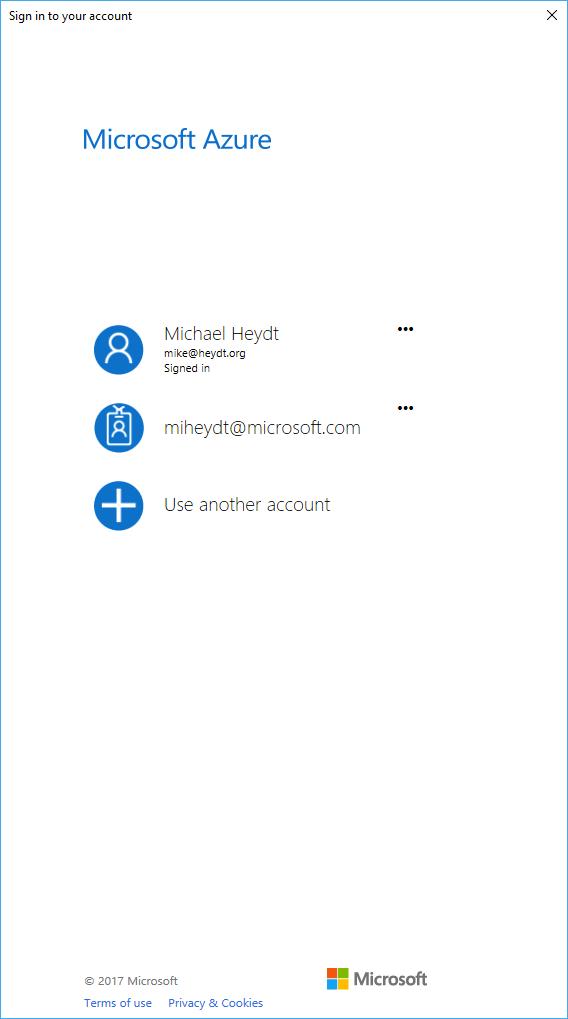 Sign in to your account
Microsoft Azure
Michael Heydt
mike@heydt.org
Signed in
miheydt@microsoft.com
Use another account
© 2017 Microsoft
Microsoft
Terms of use
Privacy & Cookies